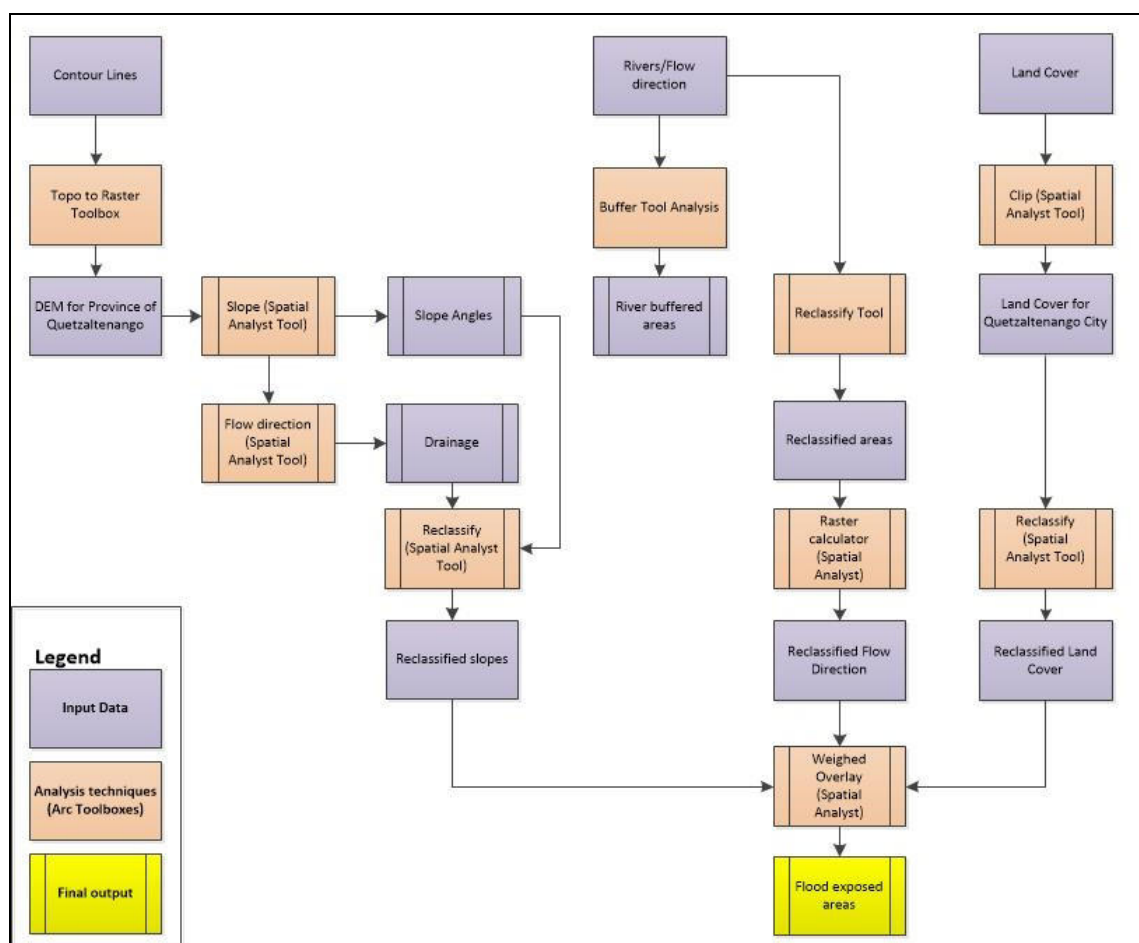 Contour Lines
Rivers/Flow
direction
Land Cover
Topo to Raster
Toolbox
Buffer Tool Analysis
Clip (Spatial
Analyst Tool)
DEM for Province of
Quetzaltenango
Slope (Spatial
Analyst Tool)
Slope Angles
River buffered
areas
Reclassify Tool
Land Cover for
Quetzaltenango City
Flow direction
(Spatial
Analyst Tool)
Drainage
Reclassified areas
Reclassify
(Spatial Analyst
Tool)
Raster
calculator
(Spatial
Analyst)
Reclassify
(Spatial
Analyst Tool)
Reclassified slopes
Reclassified Flow
Direction
Reclassified Land
Cover
Weighed
Overlay
(Spatial
Analyst)
Flood exposed
areas
Legend
Input Data
Analysis techniques
(Arc Toolboxes)
Final output